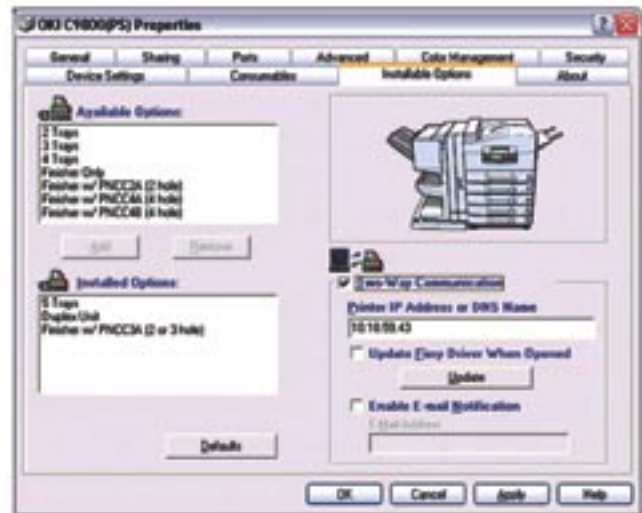 OKI C9800(PS) Properties
General Sharing Ports Advanced Color Management Security
Device Settings Consumables Installable Options About
Available Options:
2 Trays
3 Trays
4 Trays
Finisher Only
Finisher w/ PNCC2A (2 hole)
Finisher w/ PNCC4A (4 hole)
Finisher w/ PNCC4B (4 hole)
Add Remove
Installed Options:
5 Trays
Duplex Unit
Finisher w/ PNCC3A (2 or 3 hole)
Defaults
Two-Way Communication
Printer IP Address or DNS Name
10.10.59.43
Update Fiery Driver When Opened
Update
Enable E-mail Notification
E-Mail Address
OK Cancel Apply Help